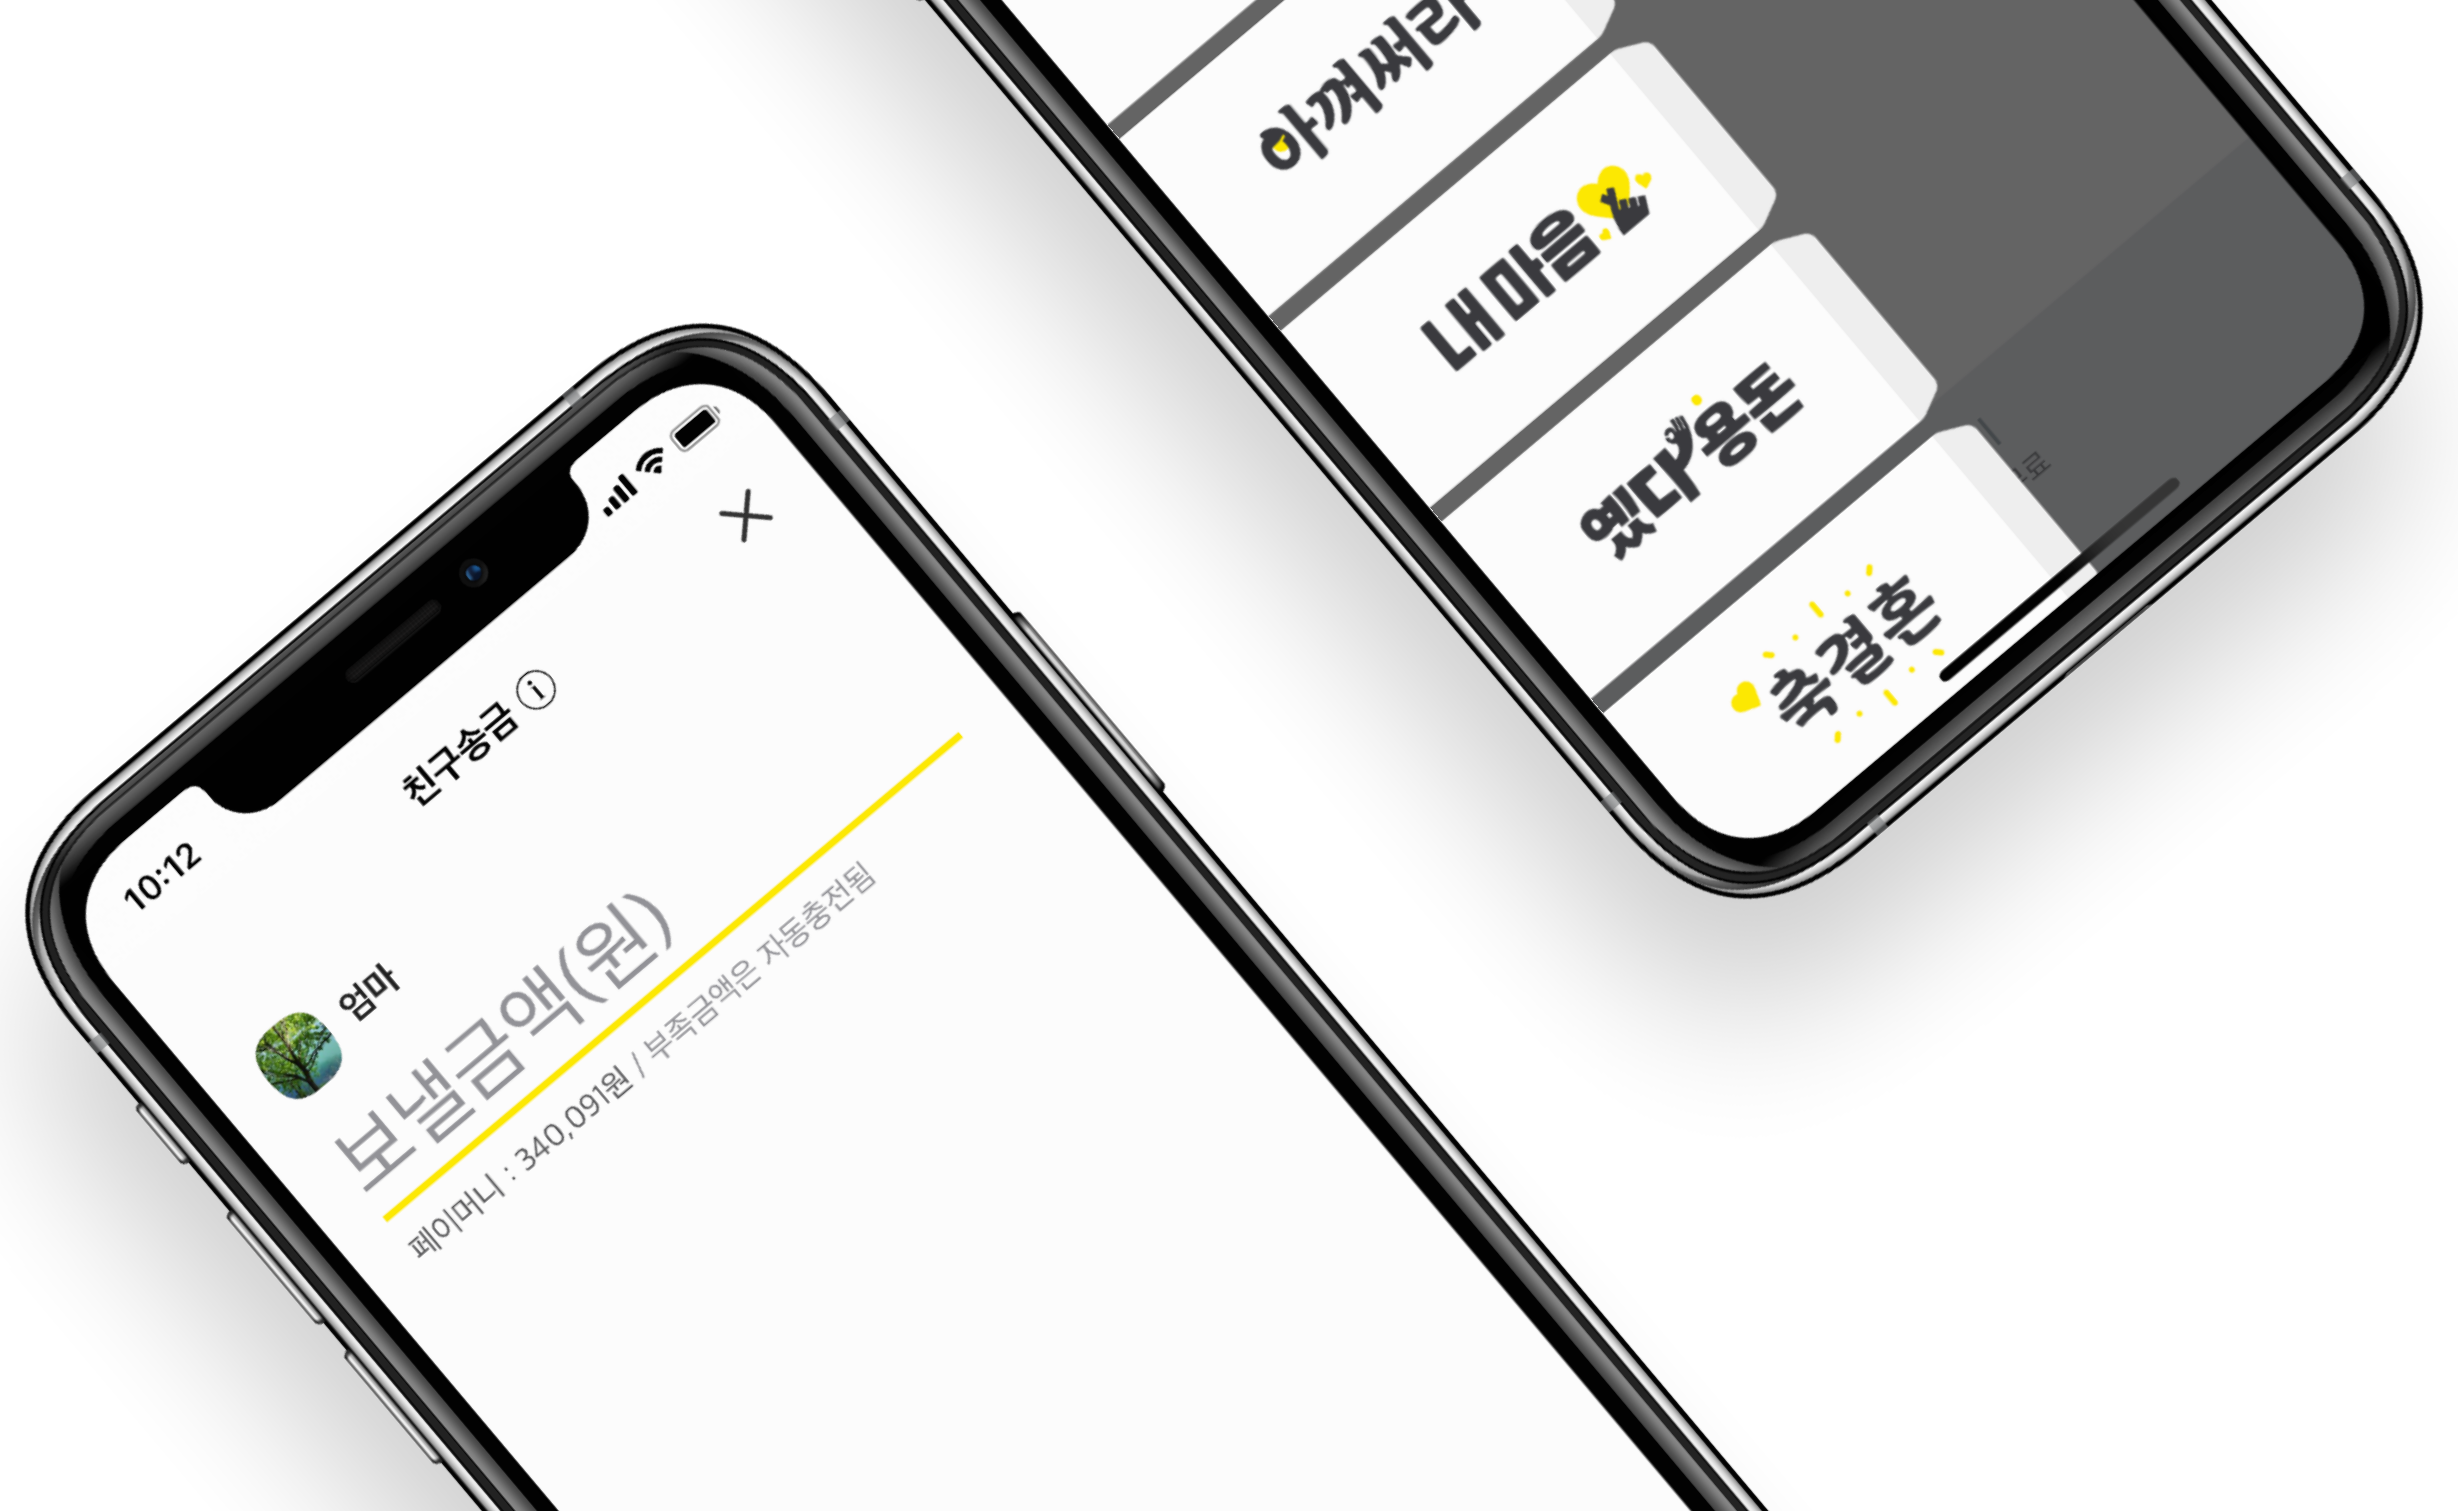 아껴써라
내 마음
옜다 용돈
축결혼
10:12
친구송금
엄마
보낼금액(원)
페이머니 : 340,091원 / 부족금액은 자동충전됨